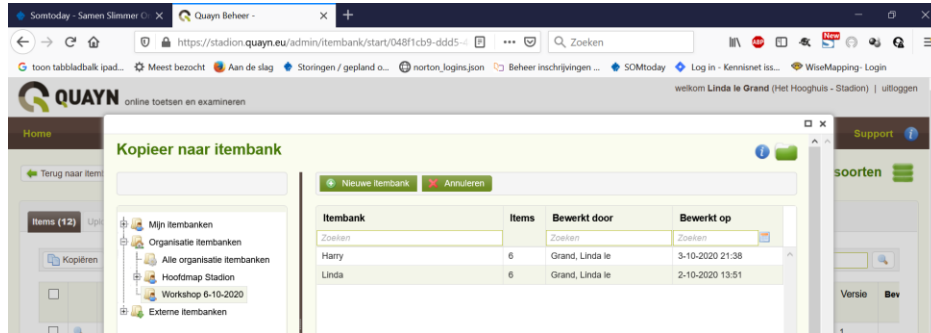 Somtoday - Samen Slimmer O
Quayn Beheer -
https://stadion.quayn.eu/admin/itembank/start/048f1cb9-ddd5-4
Zoeken
New
toon tabbladbalk ipad...
Meest bezocht
Aan de slag
Storingen / gepland o...
norton_logins.json
Beheer inschrijvingen ...
SOMtoday
Log in - Kennisnet iss...
WiseMapping- Login
QUAYN online toetsen en examineren
welkom Linda le Grand (Het Hooghuis - Stadion) | uitloggen
Home
Support
Kopieer naar itembank
Terug naar item
soorten
Nieuwe itembank
Annuleren
Items (12)
Kopiëren
Mijn itembanken
Organisatie itembanken
Alle organisatie itembanken
Hoofdmap Stadion
Workshop 6-10-2020
Externe itembanken
Itembank Items Bewerkt door Bewerkt op
Zoeken Zoeken Zoeken
Harry 6 Grand, Linda le 3-10-2020 21:38
Linda 6 Grand, Linda le 2-10-2020 13:51
Versie Bew
1